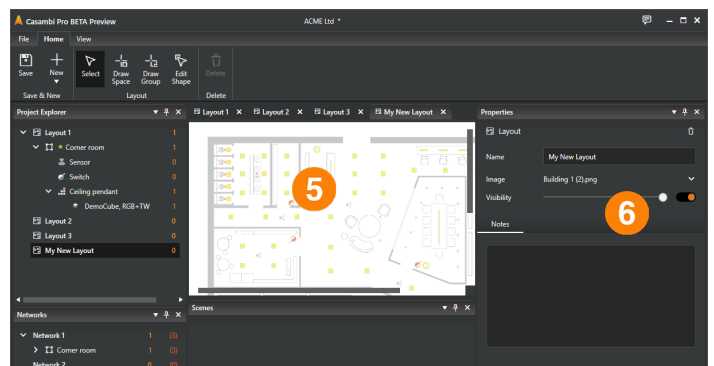 Casambi Pro BETA Preview
ACME Ltd *
File Home View
Save New Select Draw Space Draw Group Edit Shape Delete
Save & New Layout Delete
Project Explorer
Layout 1 1
Corner room 1
Sensor 0
Switch 0
Ceiling pendant 1
DemoCube, RGB+TW 1
Layout 2 0
Layout 3 0
My New Layout 0
Networks
Network 1 1 (3)
Corner room 1 (3)
Network 2 0 (0)
Layout 1 Layout 2 Layout 3 My New Layout
5
Scenes
Properties
Layout
Name My New Layout
Image Building 1 (2).png
Visibility
6
Notes